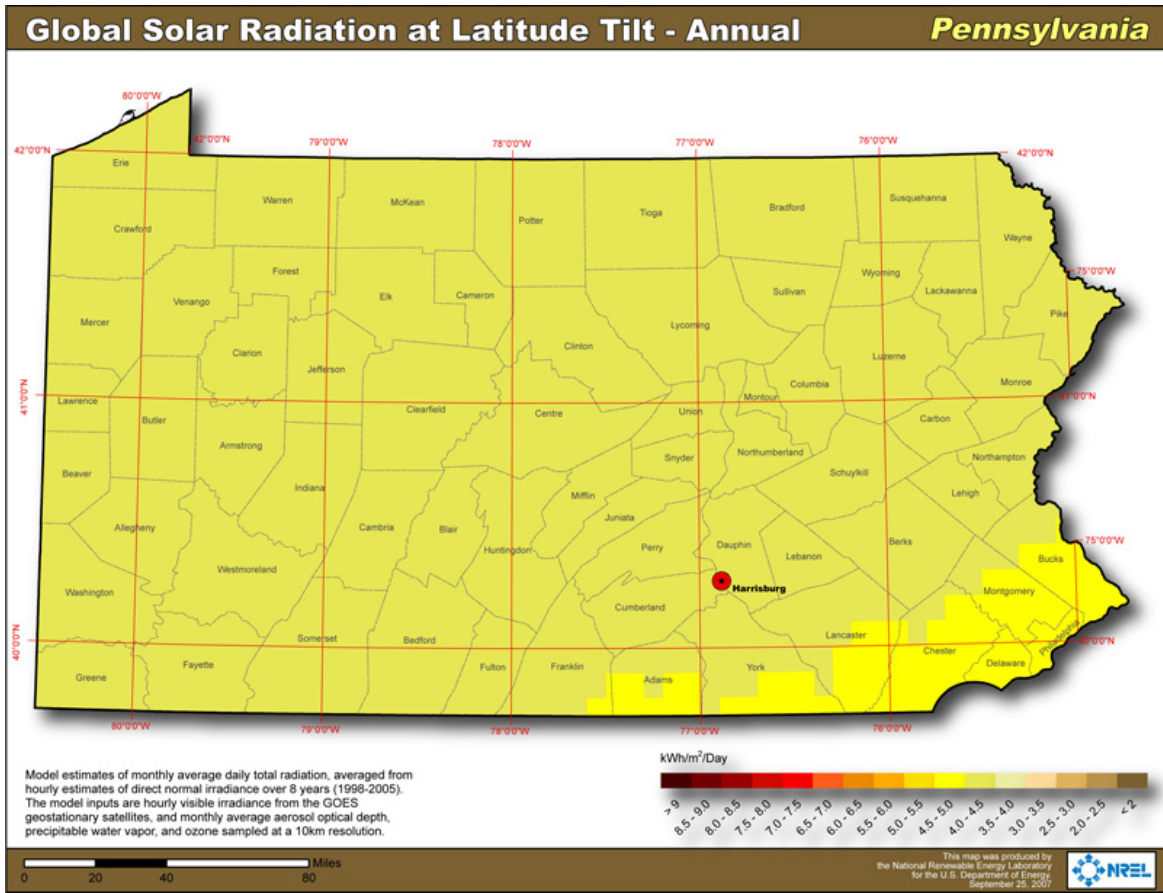 Global Solar Radiation at Latitude Tilt - Annual
Pennsylvania
80°0'0"W
42°0'0"N
42°0'0"N
79°0'0"W
78°0'0"W
77°0'0"W
76°0'0"W
42°0'0"N
Erie
Warren
McKean
Potter
Tioga
Bradford
Susquehanna
Crawford
Wayne
75°0'0"W
Forest
Elk
Cameron
Sullivan
Wyoming
Lackawanna
Venango
Mercer
Lycoming
Pike
Clarion
Jefferson
Clinton
Luzerne
Columbia
Monroe
41°0'0"N
Lawrence
Butler
Clearfield
Centre
Union
Montour
Carbon
41°0'0"N
Armstrong
Snyder
Northumberland
Northampton
Beaver
Indiana
Mifflin
Schuylkill
Lehigh
Allegheny
Cambria
Blair
Juniata
Huntingdon
Perry
Dauphin
Lebanon
Berks
75°0'0"W
Bucks
Westmoreland
Washington
Harrisburg
Montgomery
Cumberland
40°0'0"N
Somerset
Bedford
Lancaster
Chester
Philadelphia
40°0'0"N
Greene
Fayette
Fulton
Franklin
Adams
York
Delaware
80°0'0"W
79°0'0"W
78°0'0"W
77°0'0"W
76°0'0"W
Model estimates of monthly average daily total radiation, averaged from
hourly estimates of direct normal irradiance over 8 years (1998-2005).
The model inputs are hourly visible irradiance from the GOES
geostationary satellites, and monthly average aerosol optical depth,
precipitable water vapor, and ozone sampled at a 10km resolution.
kWh/m²/Day
> 9
8.5 - 9.0
8.0 - 8.5
7.5 - 8.0
7.0 - 7.5
6.5 - 7.0
6.0 - 6.5
5.5 - 6.0
5.0 - 5.5
4.5 - 5.0
4.0 - 4.5
3.5 - 4.0
3.0 - 3.5
2.5 - 3.0
2.0 - 2.5
< 2
Miles
0 20 40 80
This map was produced by
the National Renewable Energy Laboratory
for the U.S. Department of Energy.
September 25, 2007
NREL